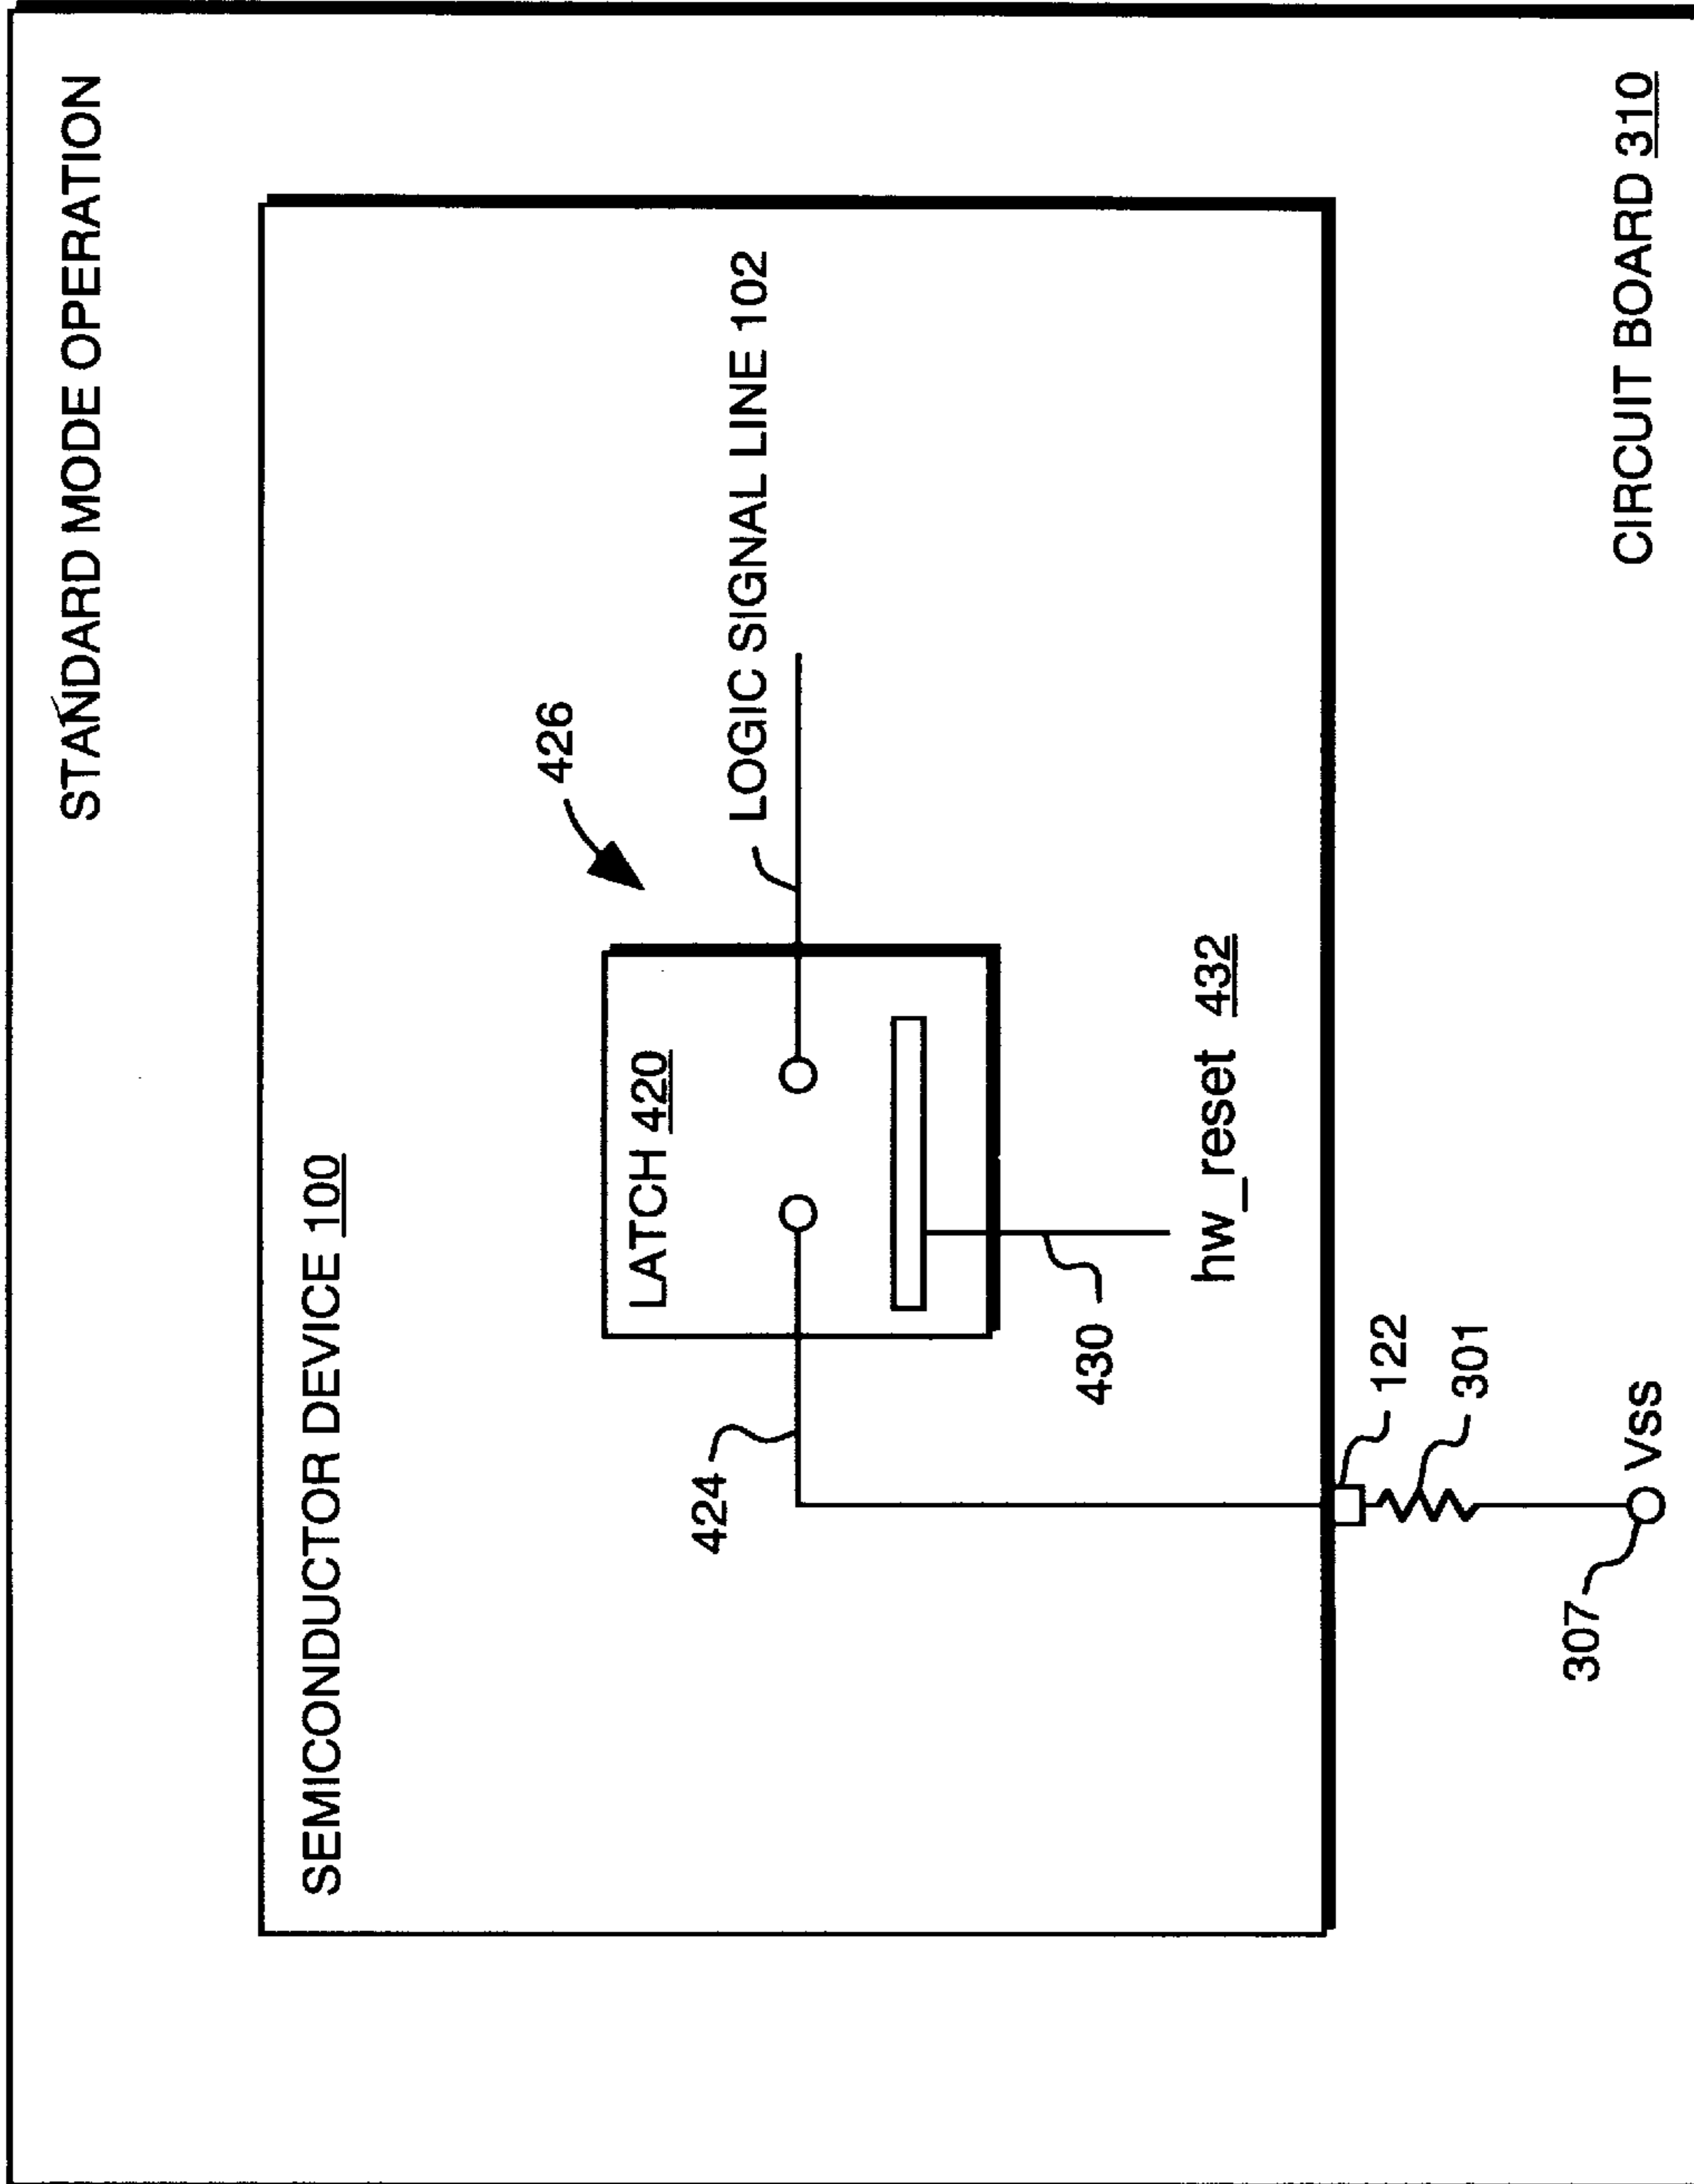 STANDARD MODE OPERATION
SEMICONDUCTOR DEVICE 100
426
LATCH 420
424
LOGIC SIGNAL LINE 102
430
hw_reset 432
122
301
307
Vss
CIRCUIT BOARD 310